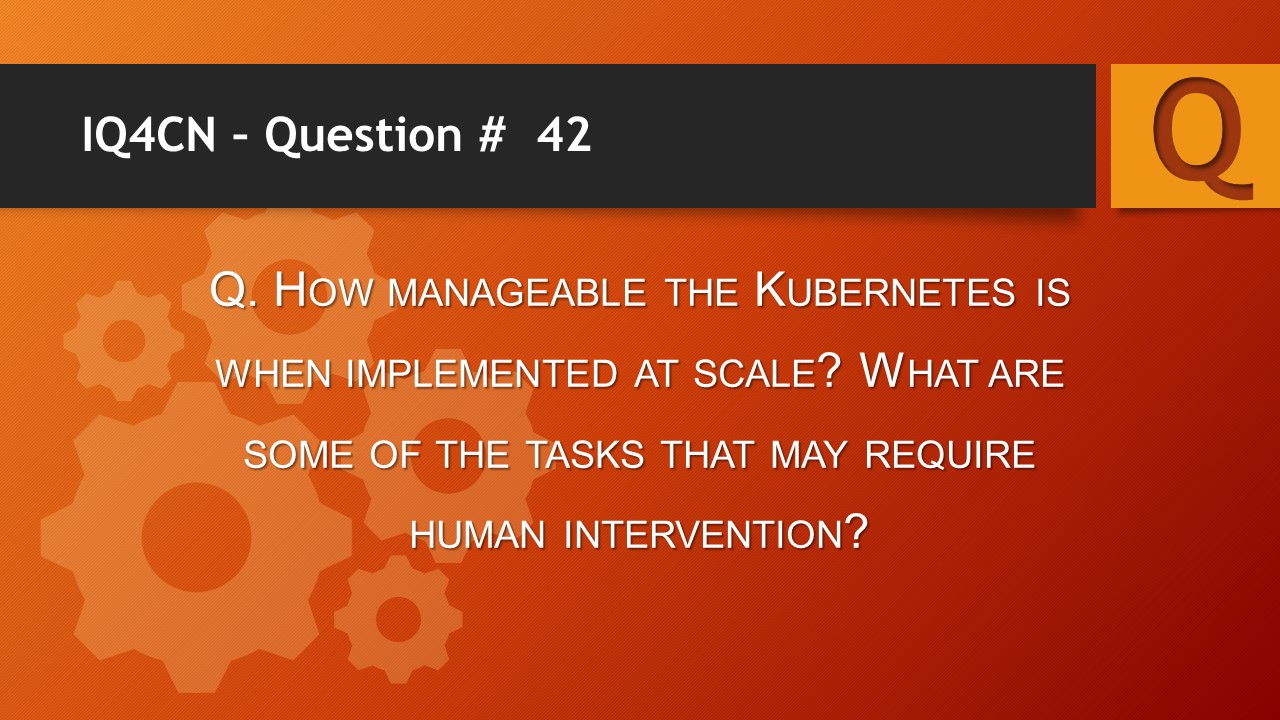 IQ4CN – Question #  42
Q
Q. How manageable the Kubernetes is
when implemented at scale? What are
some of the tasks that may require
human intervention?